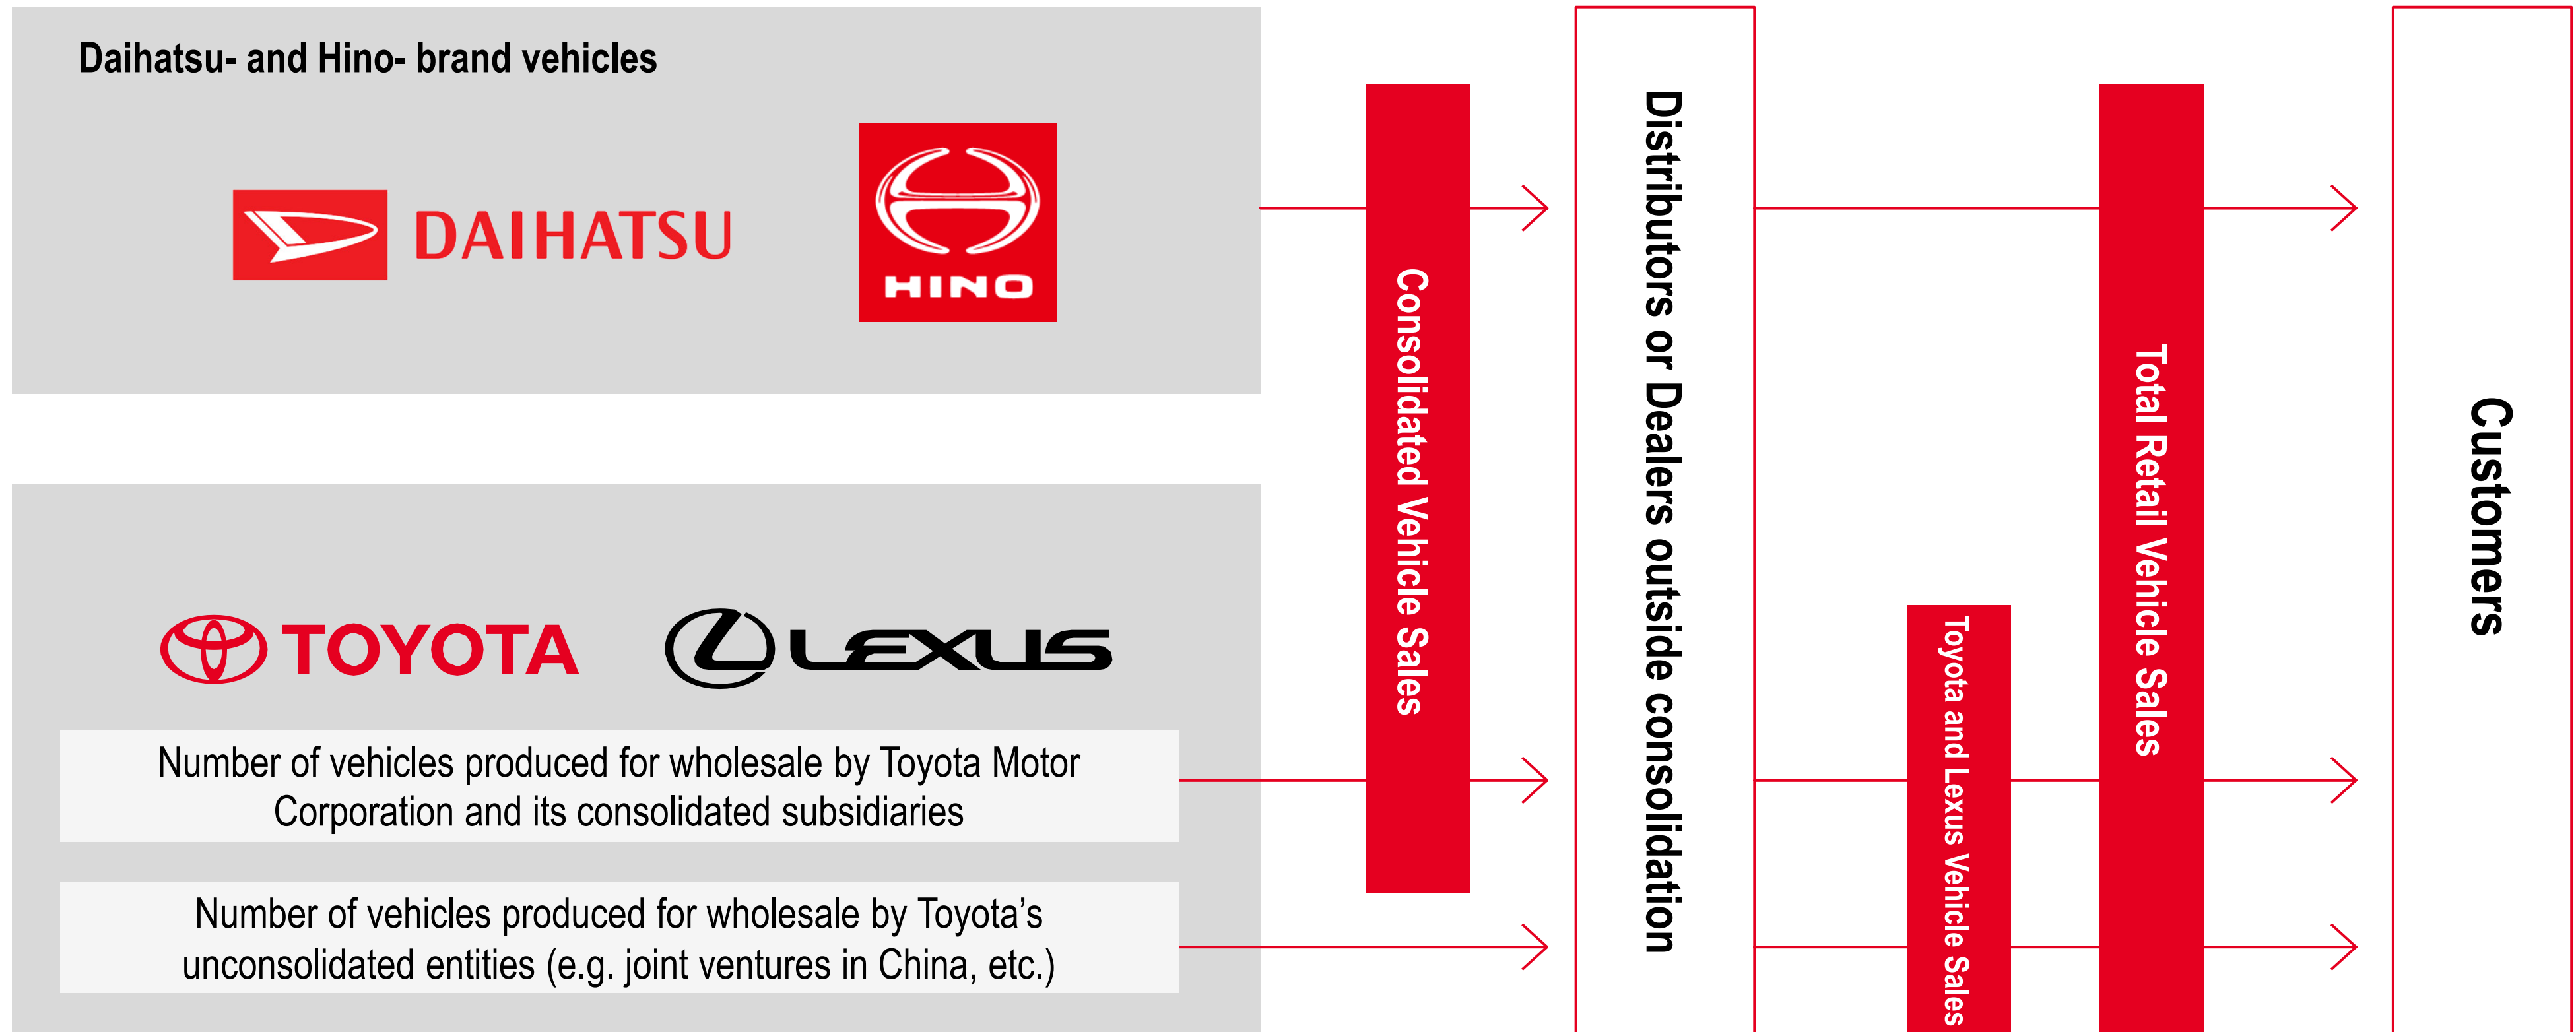 Daihatsu- and Hino- brand vehicles
DAIHATSU
HINO
TOYOTA
LEXUS
Number of vehicles produced for wholesale by Toyota Motor
Corporation and its consolidated subsidiaries
Number of vehicles produced for wholesale by Toyota’s
unconsolidated entities (e.g. joint ventures in China, etc.)
Consolidated Vehicle Sales
Distributors or Dealers outside consolidation
Toyota and Lexus Vehicle Sales
Total Retail Vehicle Sales
Customers